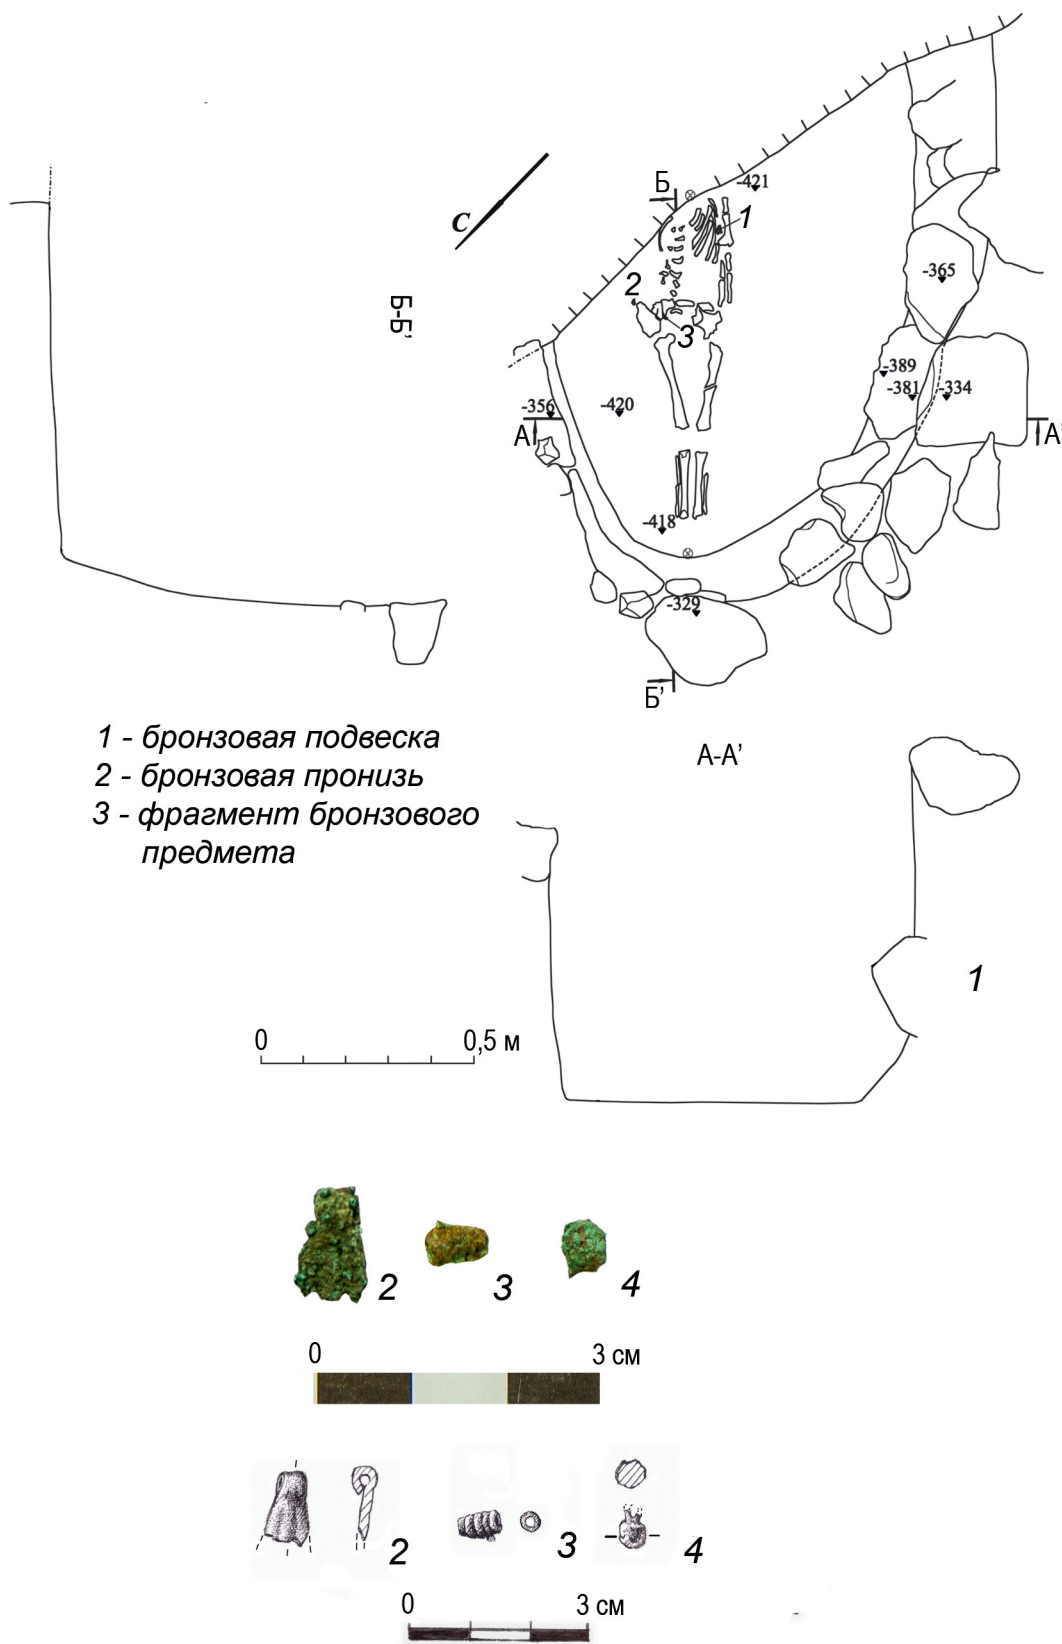 Б
-421
1
С
-365
Б-Б'
2
3
-389
-381
-334
-356
-420
А
А'
-418
-329
Б'
1 - бронзовая подвеска
2 - бронзовая пронизь
3 - фрагмент бронзового
предмета
А-А'
1
0 0,5 м
2 3 4
0 3 см
2 3 4
0 3 см